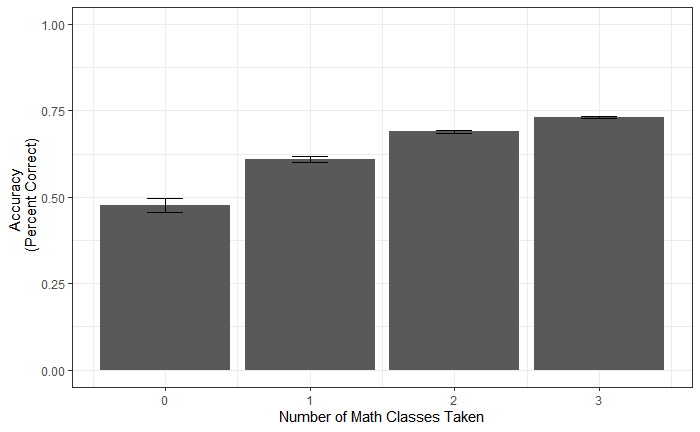 1.00
0.75
0.50
0.25
0.00
Accuracy
(Percent Correct)
0 1 2 3
Number of Math Classes Taken